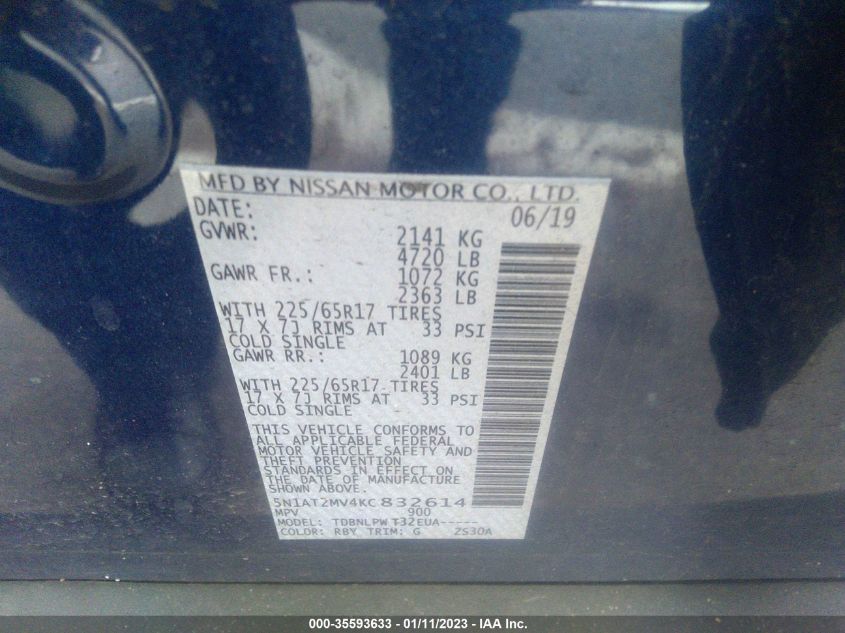 MFD BY NISSAN MOTOR CO., LTD.
DATE: 06/19
GVWR: 2141 KG
4720 LB
GAWR FR.: 1072 KG
2363 LB
WITH 225/65R17 TIRES
17 X 7J RIMS AT 33 PSI
COLD SINGLE
GAWR RR.: 1089 KG
2401 LB
WITH 225/65R17 TIRES
17 X 7J RIMS AT 33 PSI
COLD SINGLE
THIS VEHICLE CONFORMS TO
ALL APPLICABLE FEDERAL
MOTOR VEHICLE SAFETY AND
THEFT PREVENTION
STANDARDS IN EFFECT ON
THE DATE OF MANUFACTURE
SHOWN ABOVE.
5N1AT2MV4KC832614
MPV 900
MODEL: TDBNLPW T32EUA-----
COLOR: RBY TRIM: G ZS30A
000-35593633 - 01/11/2023 - IAA Inc.